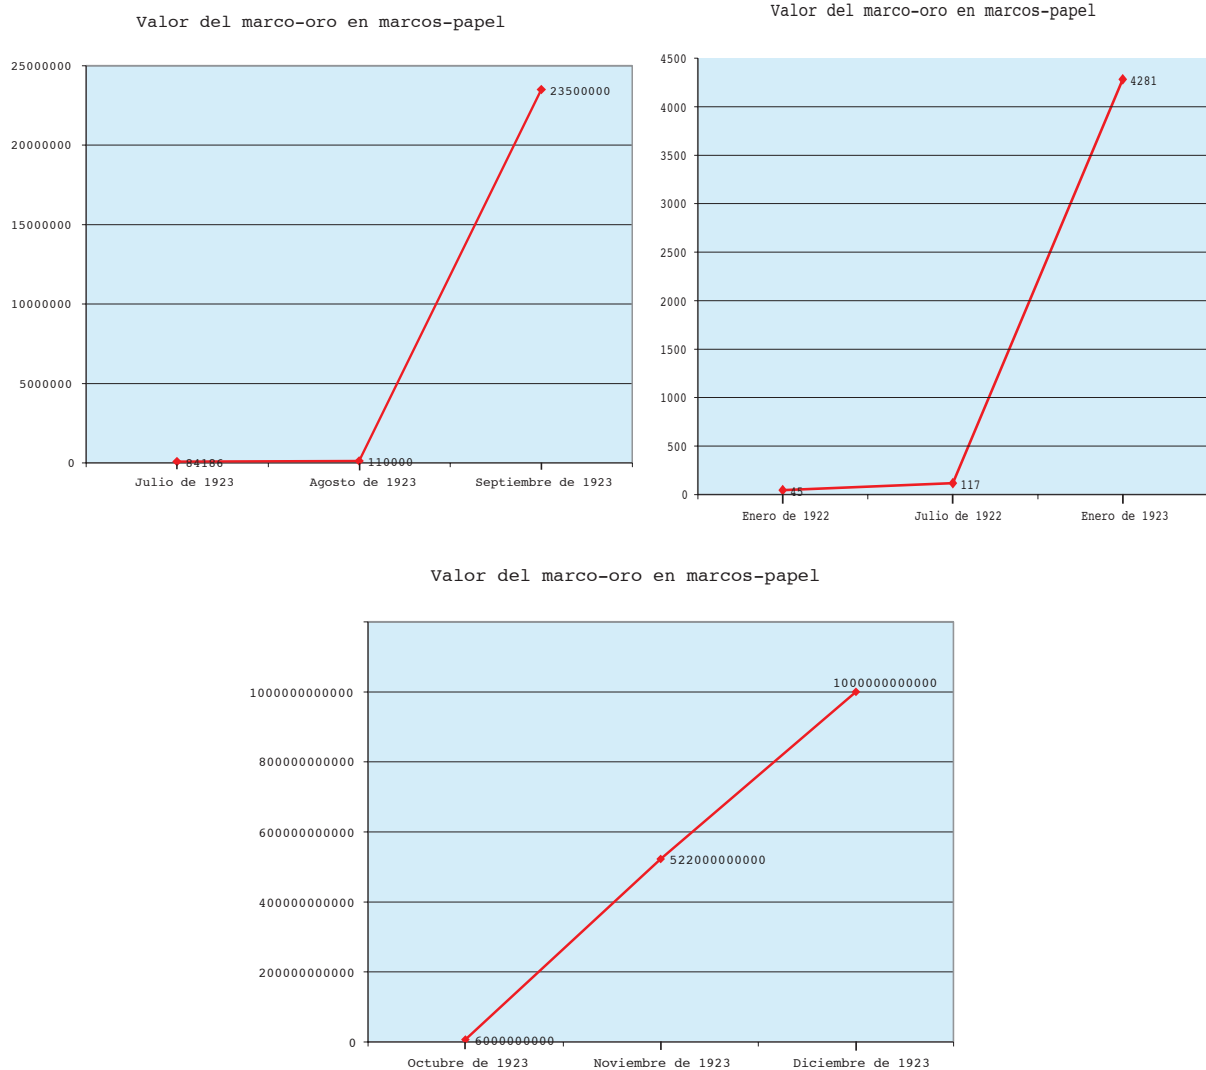 Valor del marco-oro en marcos-papel
25000000
20000000
15000000
10000000
5000000
0
23500000
84186
110000
Julio de 1923
Agosto de 1923
Septiembre de 1923
Valor del marco-oro en marcos-papel
4500
4000
3500
3000
2500
2000
1500
1000
500
0
4281
45
117
Enero de 1922
Julio de 1922
Enero de 1923
Valor del marco-oro en marcos-papel
1000000000000
800000000000
600000000000
400000000000
200000000000
0
1000000000000
522000000000
6000000000
Octubre de 1923
Noviembre de 1923
Diciembre de 1923